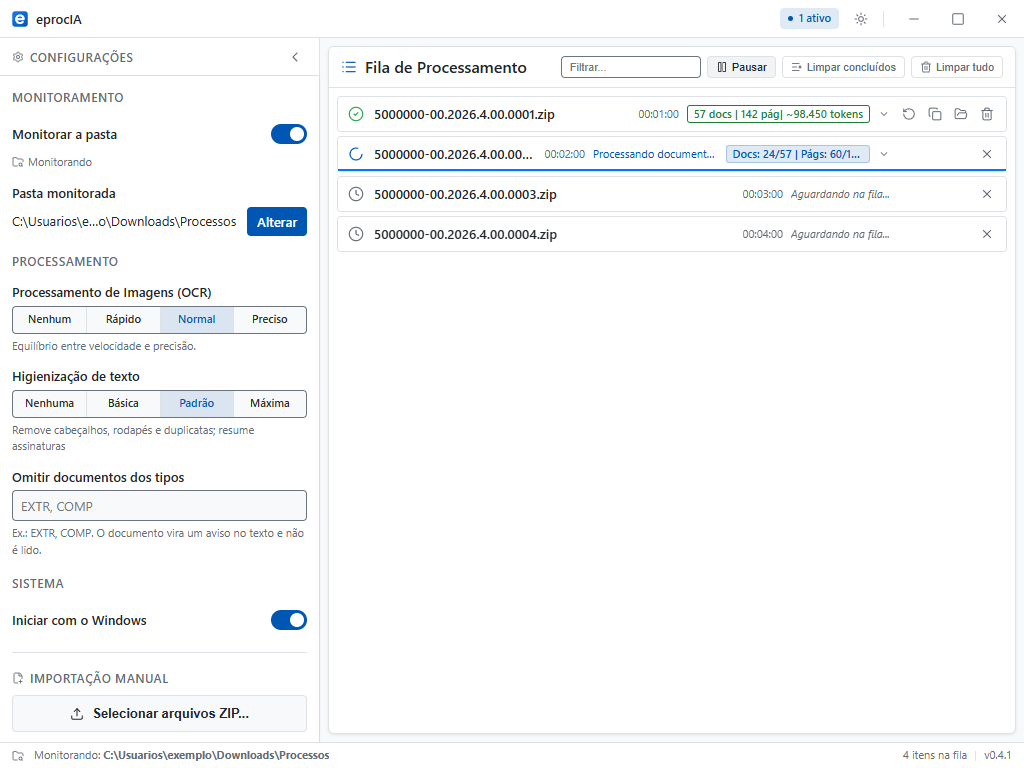 eprocIA
1 ativo
CONFIGURAÇÕES
MONITORAMENTO
Monitorar a pasta
Monitorando
Pasta monitorada
C:\Usuarios\e...o\Downloads\Processos
Alterar
PROCESSAMENTO
Processamento de Imagens (OCR)
Nenhum Rápido Normal Preciso
Equilíbrio entre velocidade e precisão.
Higienização de texto
Nenhuma Básica Padrão Máxima
Remove cabeçalhos, rodapés e duplicatas; resume
assinaturas
Omitir documentos dos tipos
EXTR, COMP
Ex.: EXTR, COMP. O documento vira um aviso no texto e não
é lido.
SISTEMA
Iniciar com o Windows
IMPORTAÇÃO MANUAL
Selecionar arquivos ZIP...
Fila de Processamento
Filtrar...
Pausar
Limpar concluídos
Limpar tudo
5000000-00.2026.4.00.0001.zip 00:01:00 57 docs | 142 pág| ~98.450 tokens
5000000-00.2026.4.00.00... 00:02:00 Processando document... Docs: 24/57 | Págs: 60/1...
5000000-00.2026.4.00.0003.zip 00:03:00 Aguardando na fila...
5000000-00.2026.4.00.0004.zip 00:04:00 Aguardando na fila...
Monitorando: C:\Usuarios\exemplo\Downloads\Processos
4 itens na fila
v0.4.1